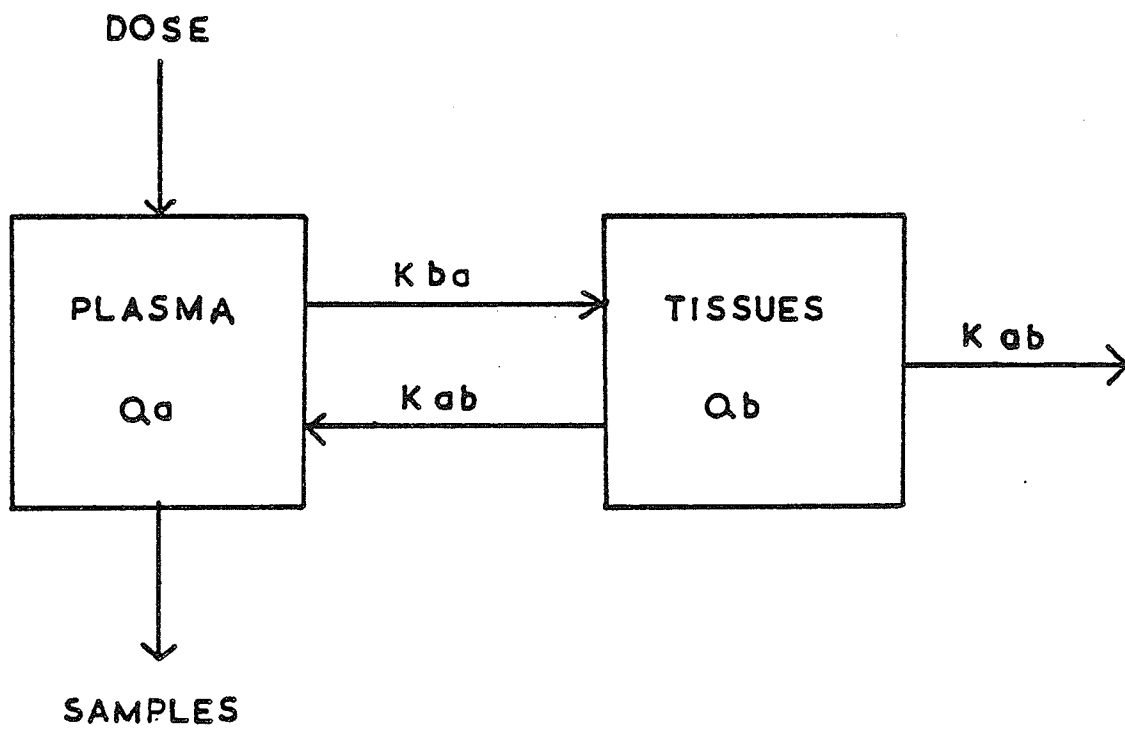 DOSE
PLASMA
Qa
K ba
K ab
TISSUES
Qb
K ab
SAMPLES